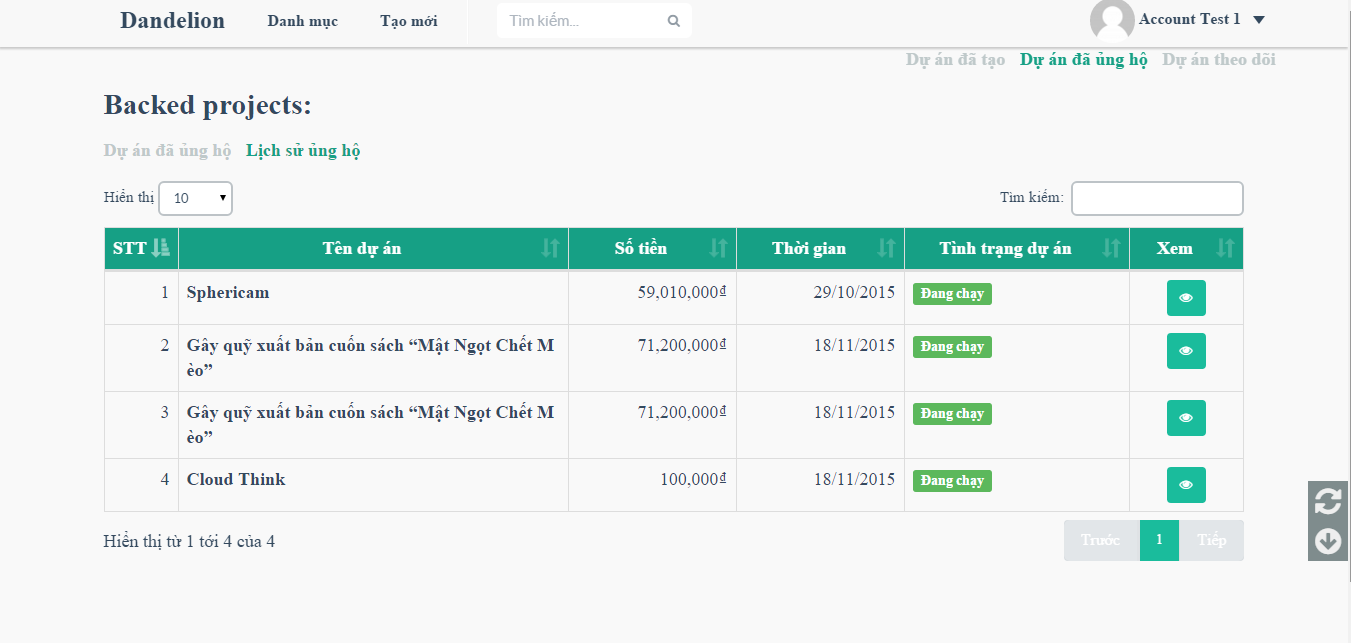 Dandelion Danh mục Tạo mới Tìm kiếm... Account Test 1
Dự án đã tạo Dự án đã ủng hộ Dự án theo dõi
Backed projects:
Dự án đã ủng hộ Lịch sử ủng hộ
Hiển thị 10 Tìm kiếm:
STT Tên dự án Số tiền Thời gian Tình trạng dự án Xem
1 Sphericam 59,010,000₫ 29/10/2015 Đang chạy
2 Gây quỹ xuất bản cuốn sách “Mật Ngọt Chết M 71,200,000₫ 18/11/2015 Đang chạy
èo”
3 Gây quỹ xuất bản cuốn sách “Mật Ngọt Chết M 71,200,000₫ 18/11/2015 Đang chạy
èo”
4 Cloud Think 100,000₫ 18/11/2015 Đang chạy
Hiển thị từ 1 tới 4 của 4 Trước 1 Tiếp